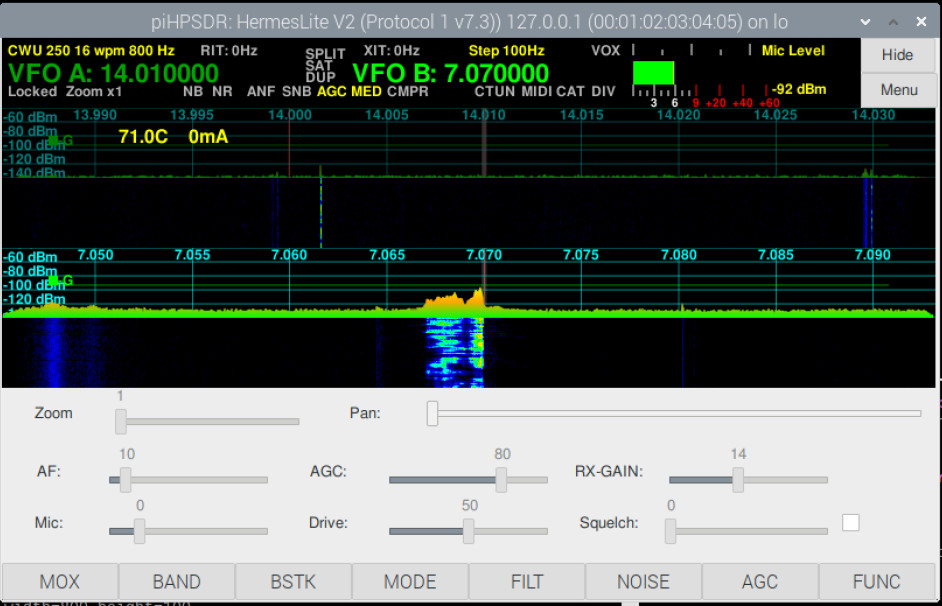 piHPSDR: HermesLite V2 (Protocol 1 v7.3)) 127.0.0.1 (00:01:02:03:04:05) on lo
CWU 250 16 wpm 800 Hz RIT: 0Hz SPLIT XIT: 0Hz Step 100Hz VOX Mic Level Hide
SAT
VFO A: 14.010000 DUP VFO B: 7.070000
Locked Zoom x1 NB NR ANF SNB AGC MED CMPR CTUN MIDI CAT DIV -92 dBm Menu
3 6 9 +20 +40 +60
-60 dBm 13.990 13.995 14.000 14.005 14.010 14.015 14.020 14.025 14.030
-80 dBm
71.0C 0mA
-100 dBm G
-120 dBm
-140 dBm
-60 dBm 7.050 7.055 7.060 7.065 7.070 7.075 7.080 7.085 7.090
-80 dBm
G
-100 dBm
-120 dBm
1
Zoom Pan:
10 80 14
AF: AGC: RX-GAIN:
0 50 0
Mic: Drive: Squelch:
MOX BAND BSTK MODE FILT NOISE AGC FUNC